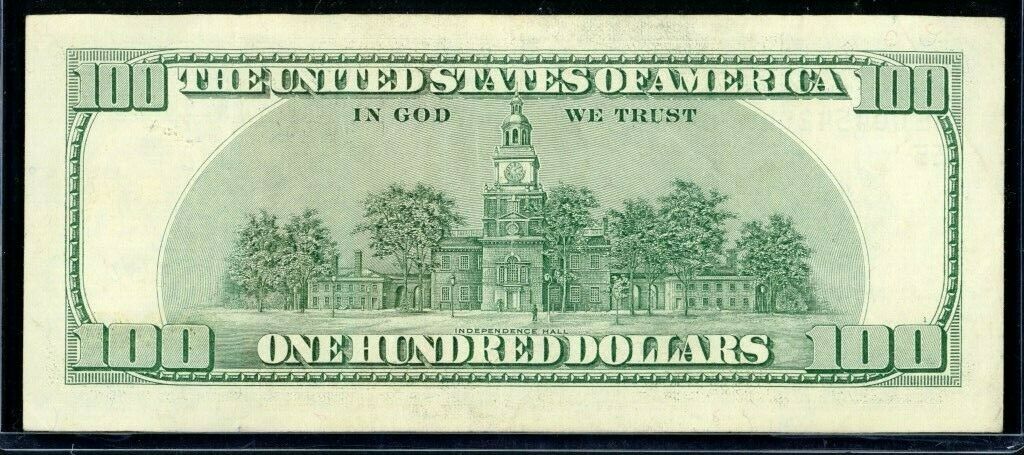 100 THE UNITED STATES OF AMERICA 100
IN GOD WE TRUST
INDEPENDENCE HALL
100 ONE HUNDRED DOLLARS 100